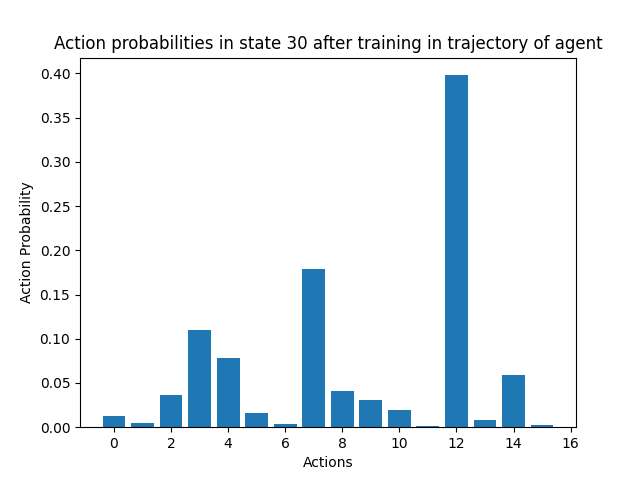 Action probabilities in state 30 after training in trajectory of agent
0.40
0.35
0.30
0.25
0.20
0.15
0.10
0.05
0.00
Action Probability
0 2 4 6 8 10 12 14 16
Actions